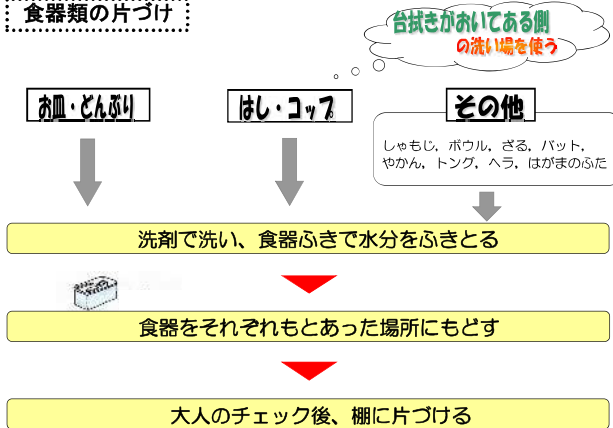 食器類の片づけ
台拭きがおいてある側
の洗い場を使う
お皿・どんぶり
はし・コップ
その他
しゃもじ，ボウル，ざる，バット，
やかん，トング，ヘラ，はがまのふた
洗剤で洗い、食器ふきで水分をふきとる
食器をそれぞれもとあった場所にもどす
大人のチェック後、棚に片づける